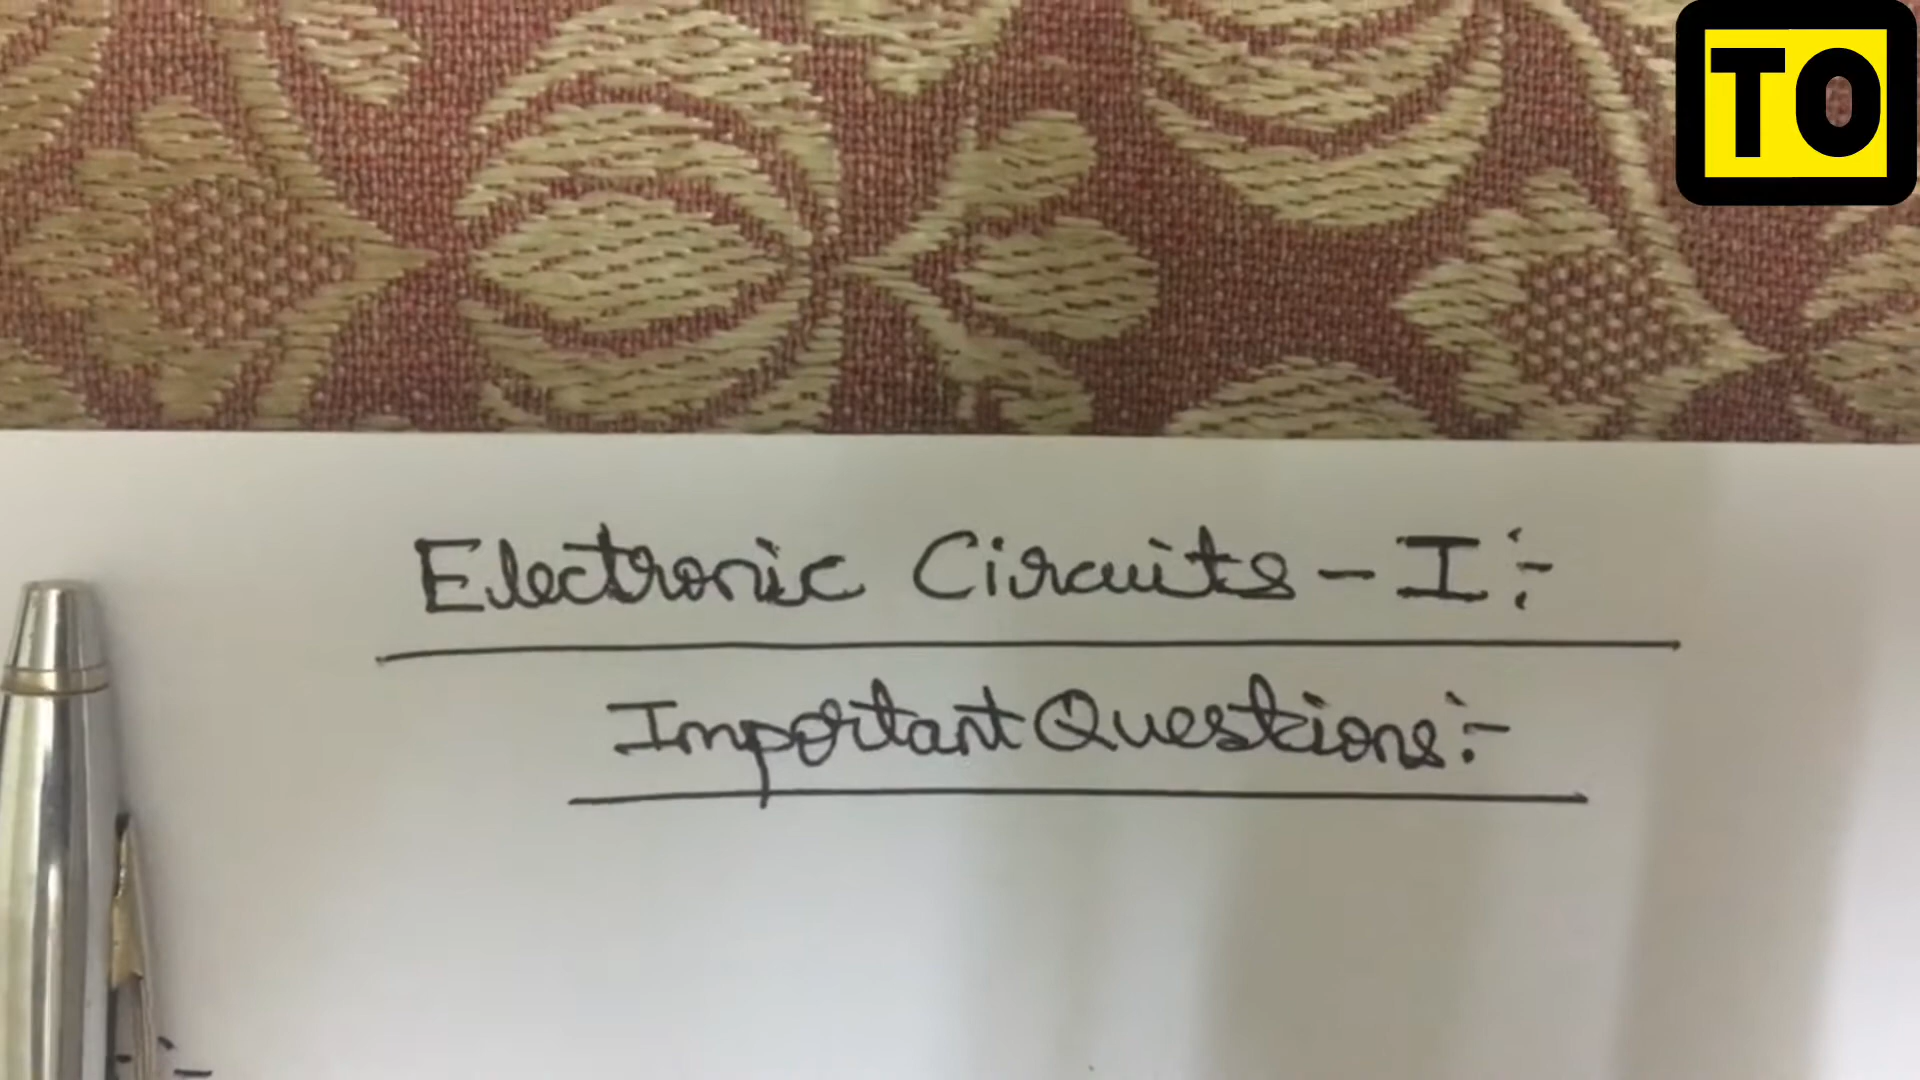 TO
Electronic Circuits - I :-
Important Questions :-